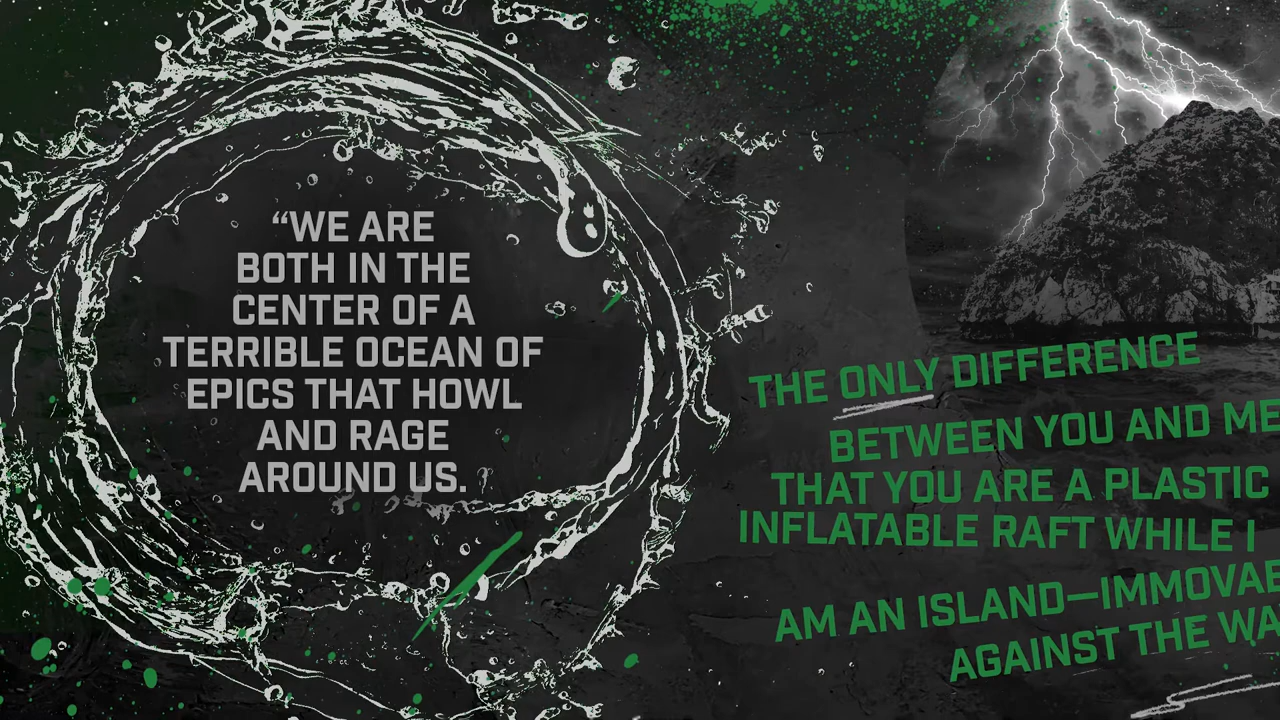 “WE ARE
BOTH IN THE
CENTER OF A
TERRIBLE OCEAN OF
EPICS THAT HOWL
AND RAGE
AROUND US.
THE ONLY DIFFERENCE
BETWEEN YOU AND ME
THAT YOU ARE A PLASTIC
INFLATABLE RAFT WHILE I
AM AN ISLAND—
AGAINST THE